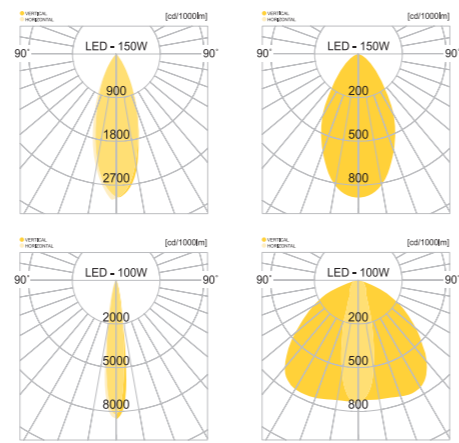 VERTICAL
HORIZONTAL
[cd/1000lm]
90° LED - 150W 90°
900
1800
2700
VERTICAL
HORIZONTAL
[cd/1000lm]
90° LED - 150W 90°
200
500
800
VERTICAL
HORIZONTAL
[cd/1000lm]
90° LED - 100W 90°
2000
5000
8000
VERTICAL
HORIZONTAL
[cd/1000lm]
90° LED - 100W 90°
200
500
800